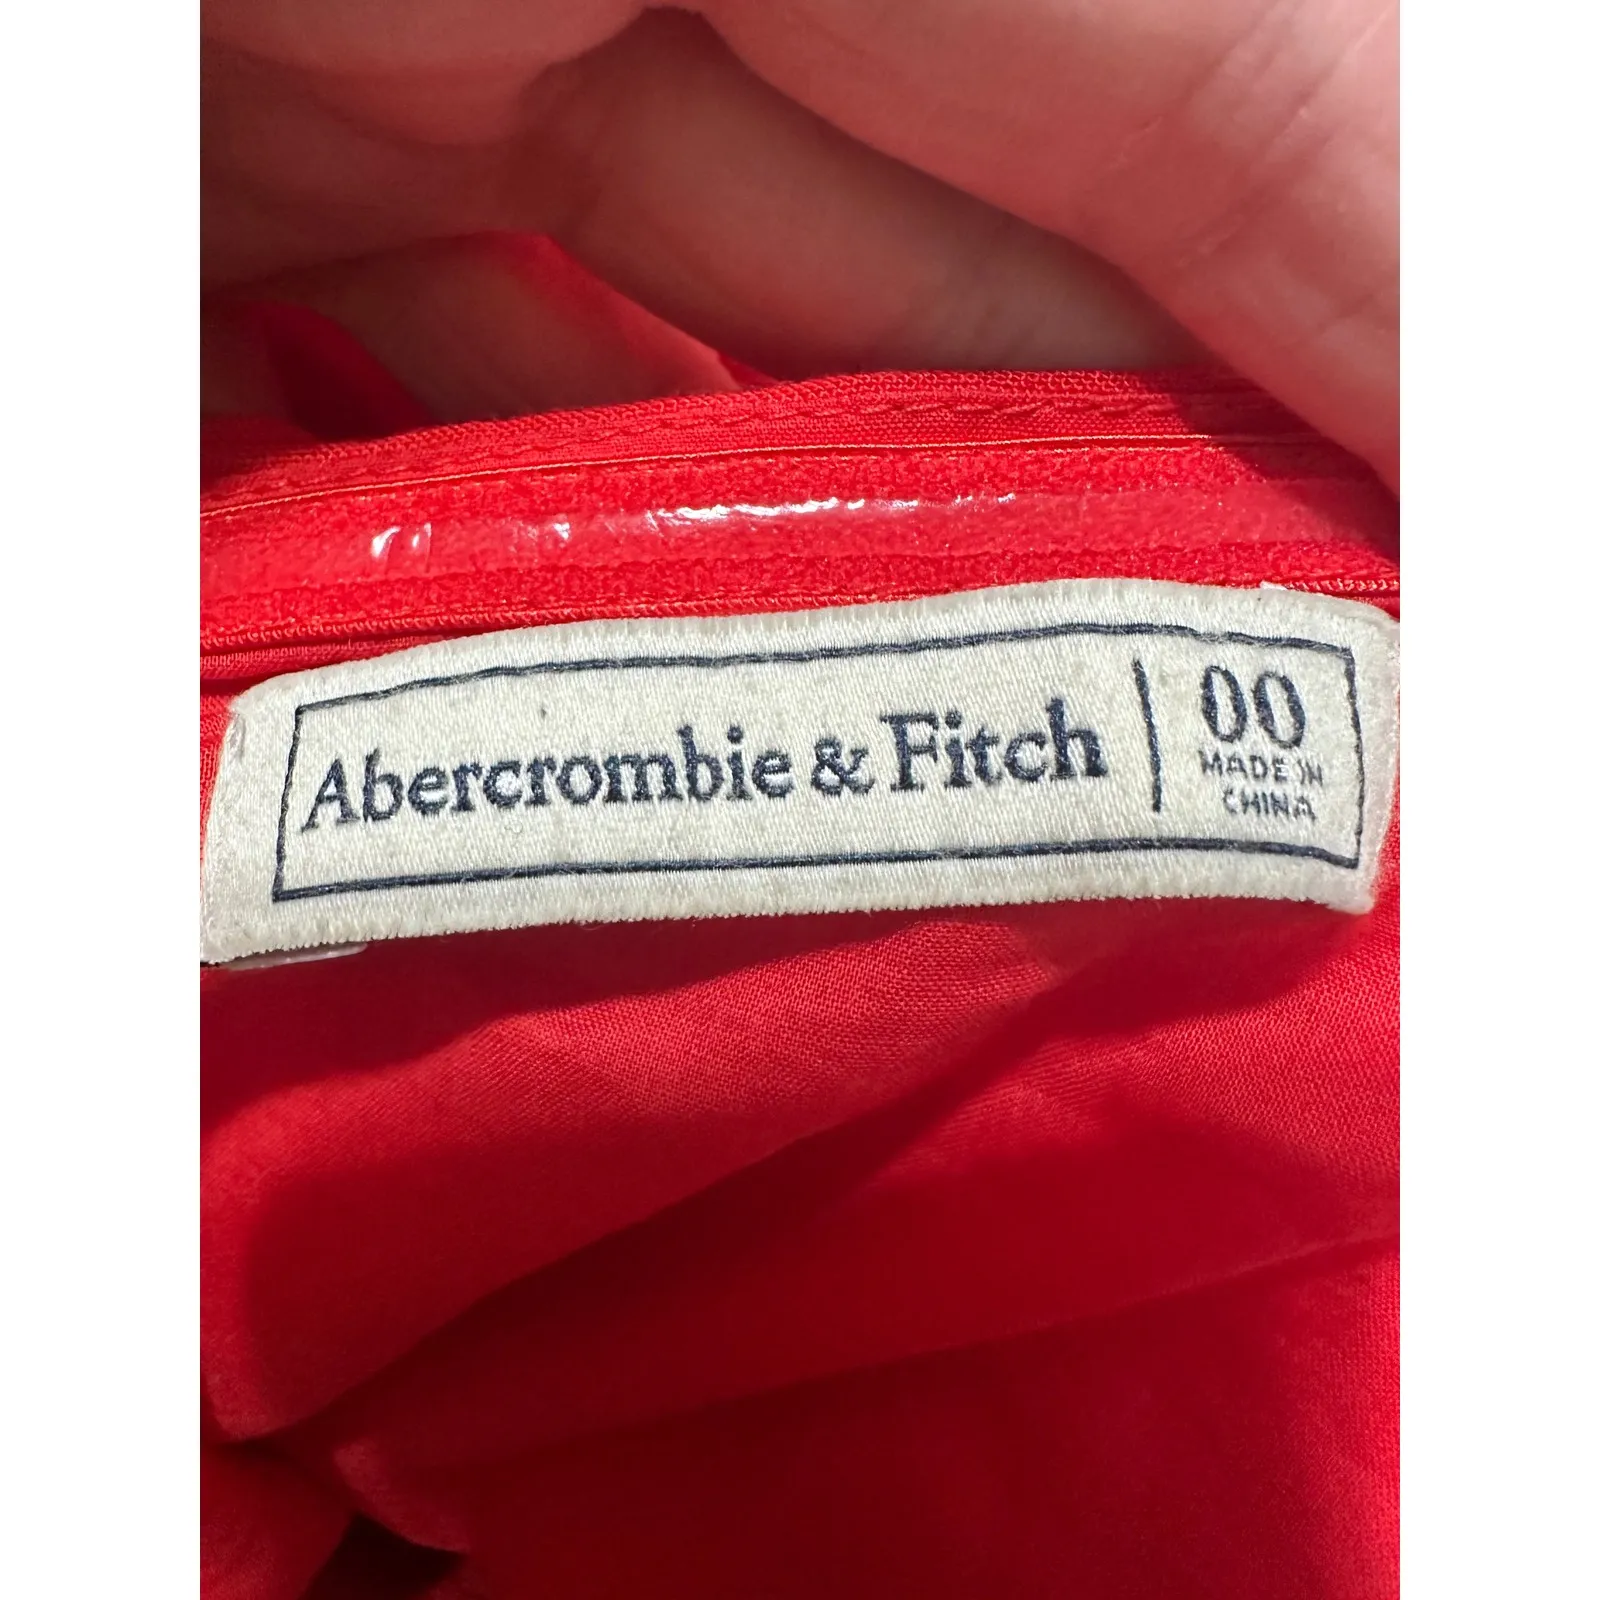 Abercrombie & Fitch
00
MADE IN
CHINA